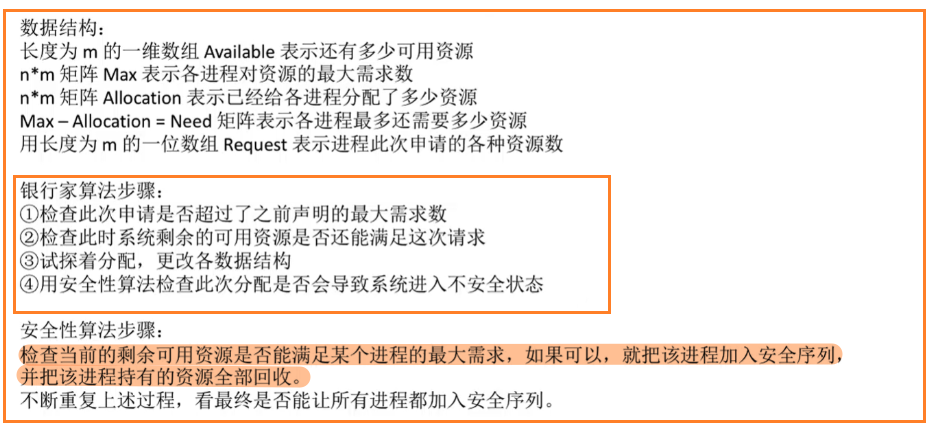 数据结构：
长度为 m 的一维数组 Available 表示还有多少可用资源
n*m 矩阵 Max 表示各进程对资源的最大需求数
n*m 矩阵 Allocation 表示已经给各进程分配了多少资源
Max – Allocation = Need 矩阵表示各进程最多还需要多少资源
用长度为 m 的一位数组 Request 表示进程此次申请的各种资源数
银行家算法步骤：
①检查此次申请是否超过了之前声明的最大需求数
②检查此时系统剩余的可用资源是否还能满足这次请求
③试探着分配，更改各数据结构
④用安全性算法检查此次分配是否会导致系统进入不安全状态
安全性算法步骤：
检查当前的剩余可用资源是否能满足某个进程的最大需求，如果可以，就把该进程加入安全序列，
并把该进程持有的资源全部回收。
不断重复上述过程，看最终是否能让所有进程都加入安全序列。